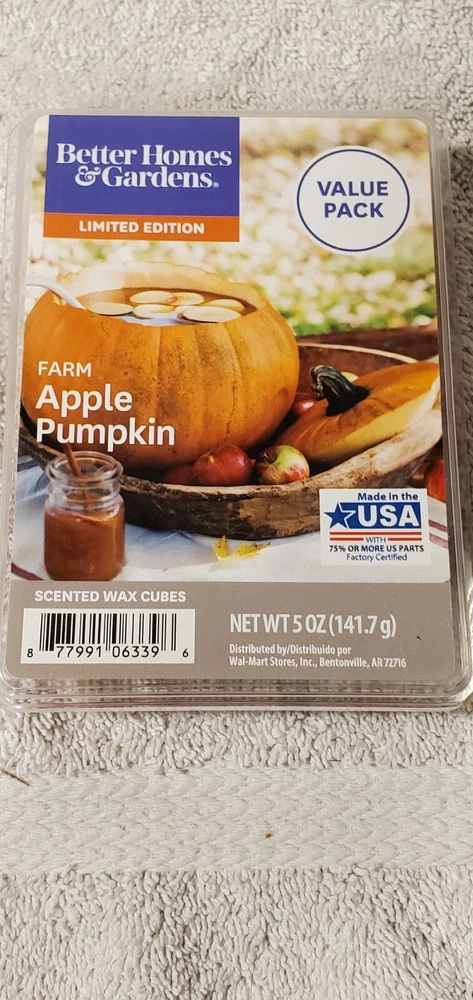 Better Homes
& Gardens®
LIMITED EDITION
VALUE
PACK
FARM
Apple
Pumpkin
Made in the
USA
WITH
75% OR MORE US PARTS
Factory Certified
SCENTED WAX CUBES
8 77991 06339 6
NET WT 5 OZ (141.7 g)
Distributed by/Distribuido por
Wal-Mart Stores, Inc., Bentonville, AR 72716